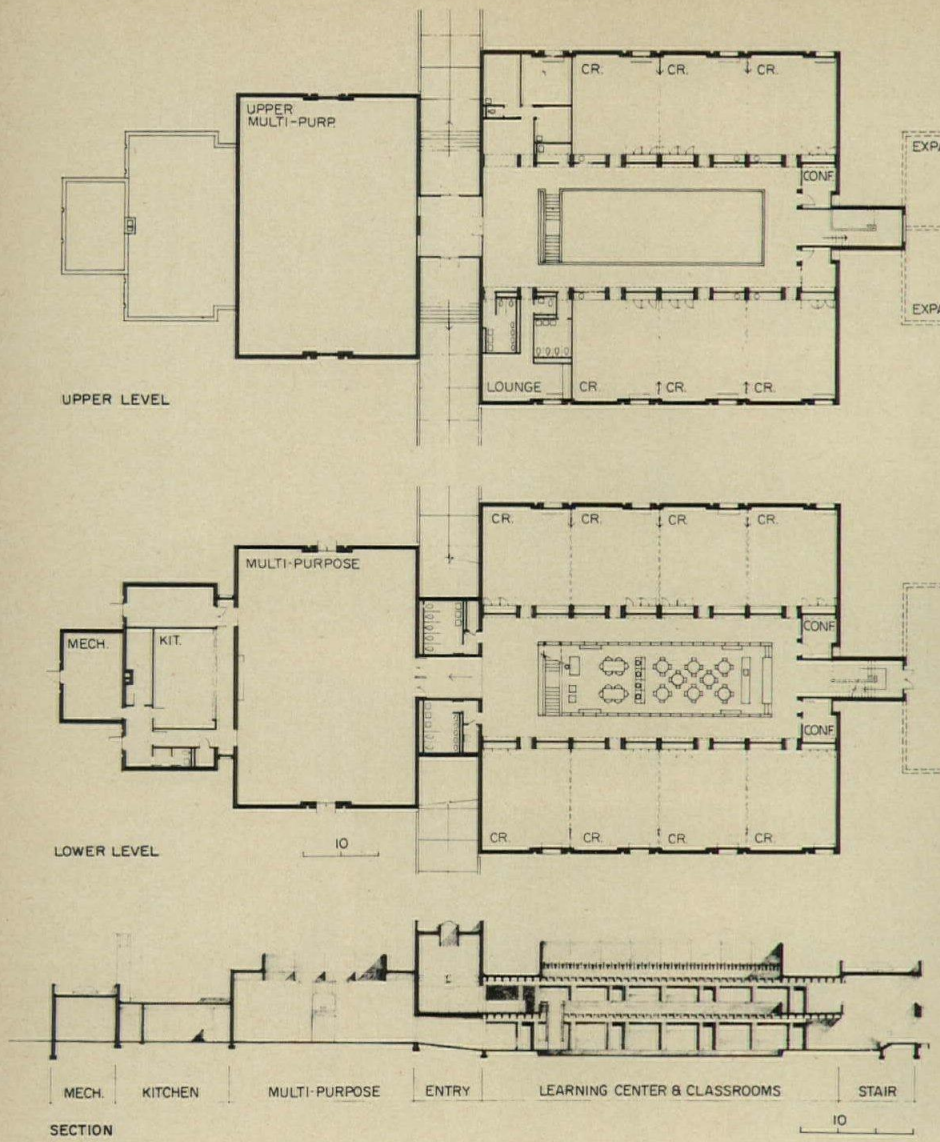 UPPER
MULTI-PURP.
CR. CR. CR.
CONF.
EXPA
EXPA
LOUNGE CR. CR. CR.
UPPER LEVEL
CR. CR. CR. CR.
MULTI-PURPOSE
MECH. KIT.
CONF.
CONF.
CR. CR. CR. CR.
LOWER LEVEL
10
MECH. KITCHEN MULTI-PURPOSE ENTRY LEARNING CENTER & CLASSROOMS STAIR
SECTION
10